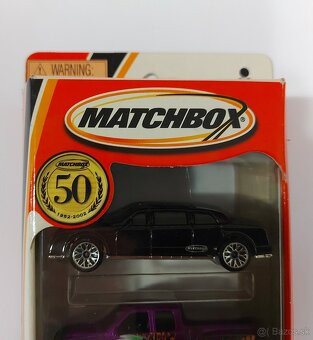 WARNING:
MATCHBOX
MATCHBOX
50
1952-2002
© Bazos.sk